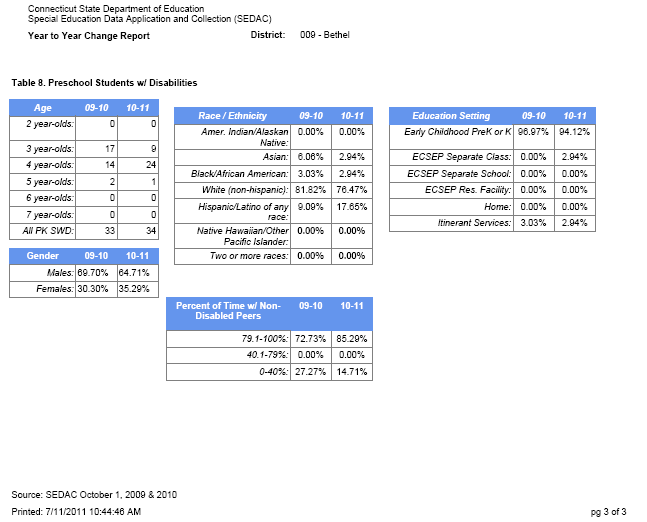 Connecticut State Department of Education
Special Education Data Application and Collection (SEDAC)
Year to Year Change Report District: 009 - Bethel
Table 8. Preschool Students w/ Disabilities
Age 09-10 10-11
2 year-olds: 0 0
3 year-olds: 17 9
4 year-olds: 14 24
5 year-olds: 2 1
6 year-olds: 0 0
7 year-olds: 0 0
All PK SWD: 33 34
Gender 09-10 10-11
Males: 69.70% 64.71%
Females: 30.30% 35.29%
Race / Ethnicity 09-10 10-11
Amer. Indian/Alaskan 0.00% 0.00%
Native:
Asian: 6.06% 2.94%
Black/African American: 3.03% 2.94%
White (non-hispanic): 81.82% 76.47%
Hispanic/Latino of any 9.09% 17.65%
race:
Native Hawaiian/Other 0.00% 0.00%
Pacific Islander:
Two or more races: 0.00% 0.00%
Education Setting 09-10 10-11
Early Childhood PreK or K 96.97% 94.12%
ECSEP Separate Class: 0.00% 2.94%
ECSEP Separate School: 0.00% 0.00%
ECSEP Res. Facility: 0.00% 0.00%
Home: 0.00% 0.00%
Itinerant Services: 3.03% 2.94%
Percent of Time w/ Non- 09-10 10-11
Disabled Peers
79.1-100%: 72.73% 85.29%
40.1-79%: 0.00% 0.00%
0-40%: 27.27% 14.71%
Source: SEDAC October 1, 2009 & 2010
Printed: 7/11/2011 10:44:46 AM pg 3 of 3